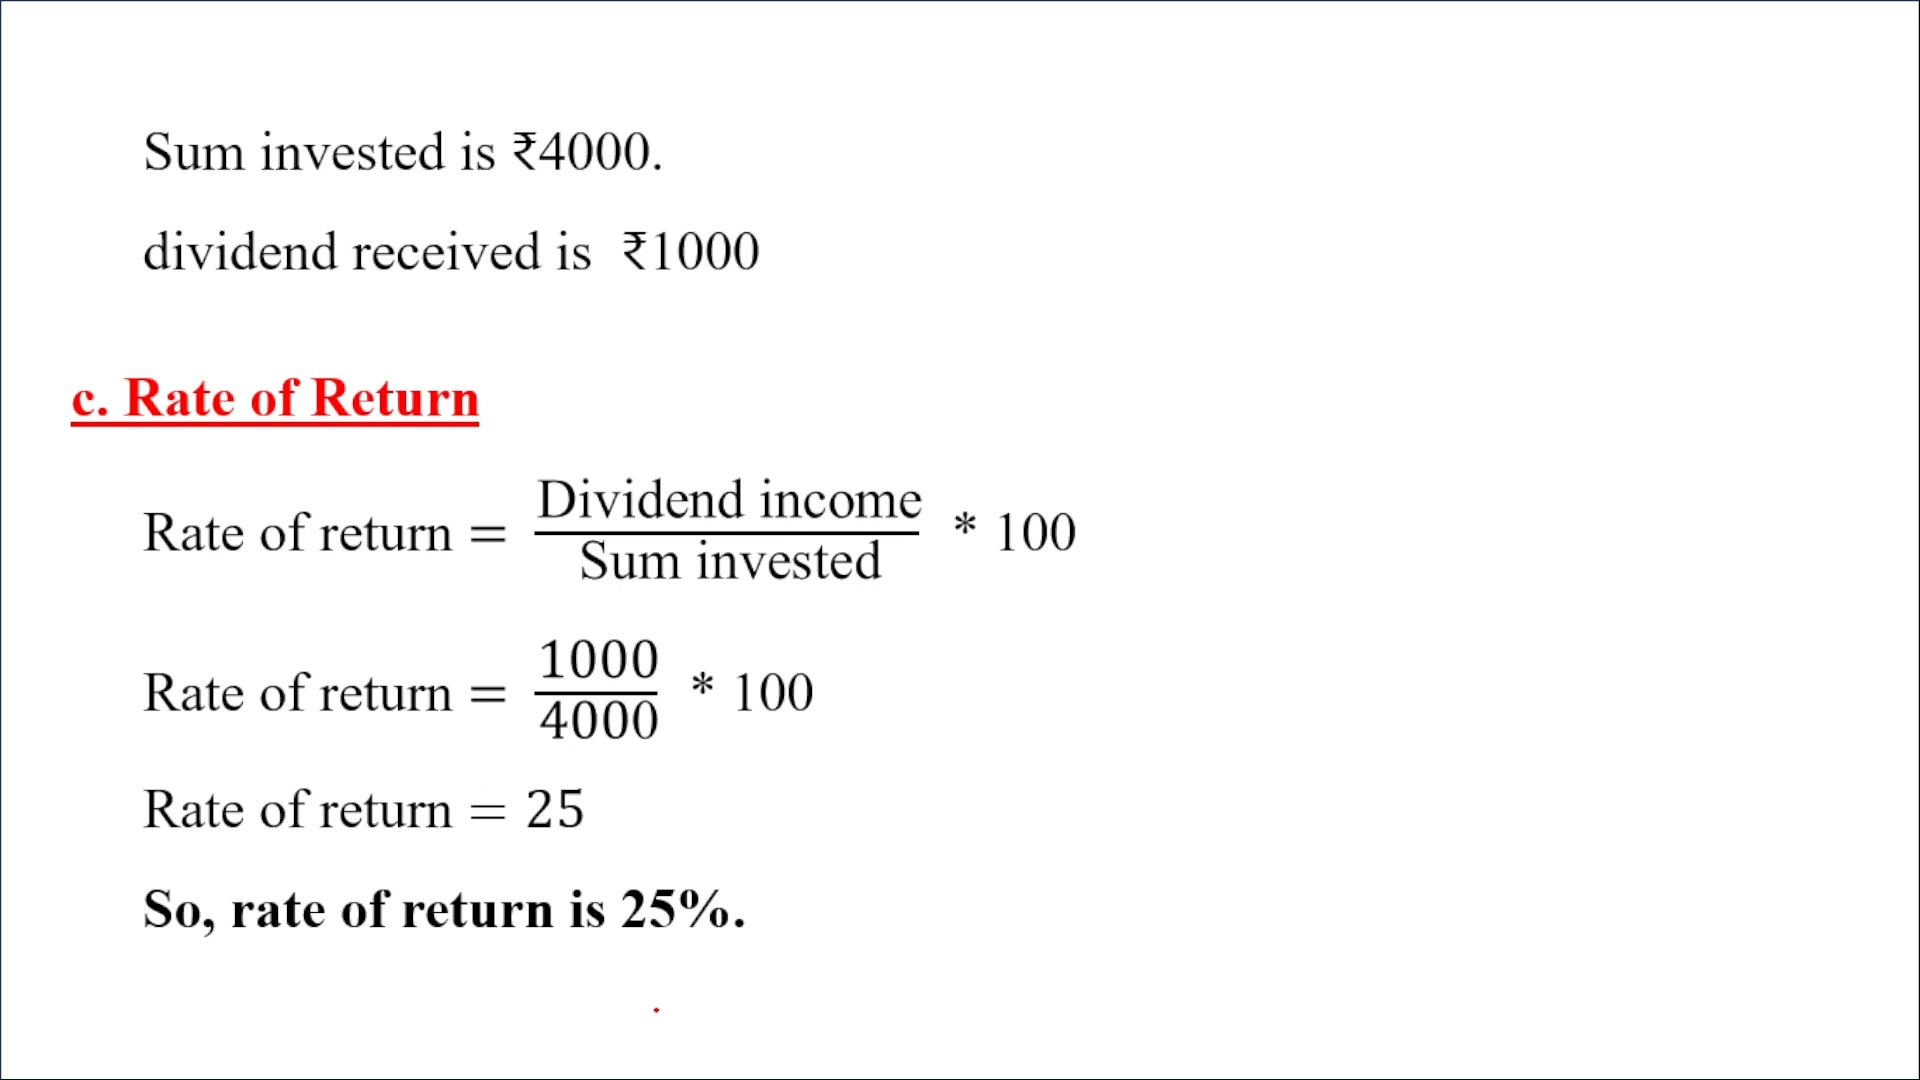 Sum invested is ₹4000.
dividend received is ₹1000
c. Rate of Return
Rate of return = Dividend income / Sum invested * 100
Rate of return = 1000 / 4000 * 100
Rate of return = 25
So, rate of return is 25%.